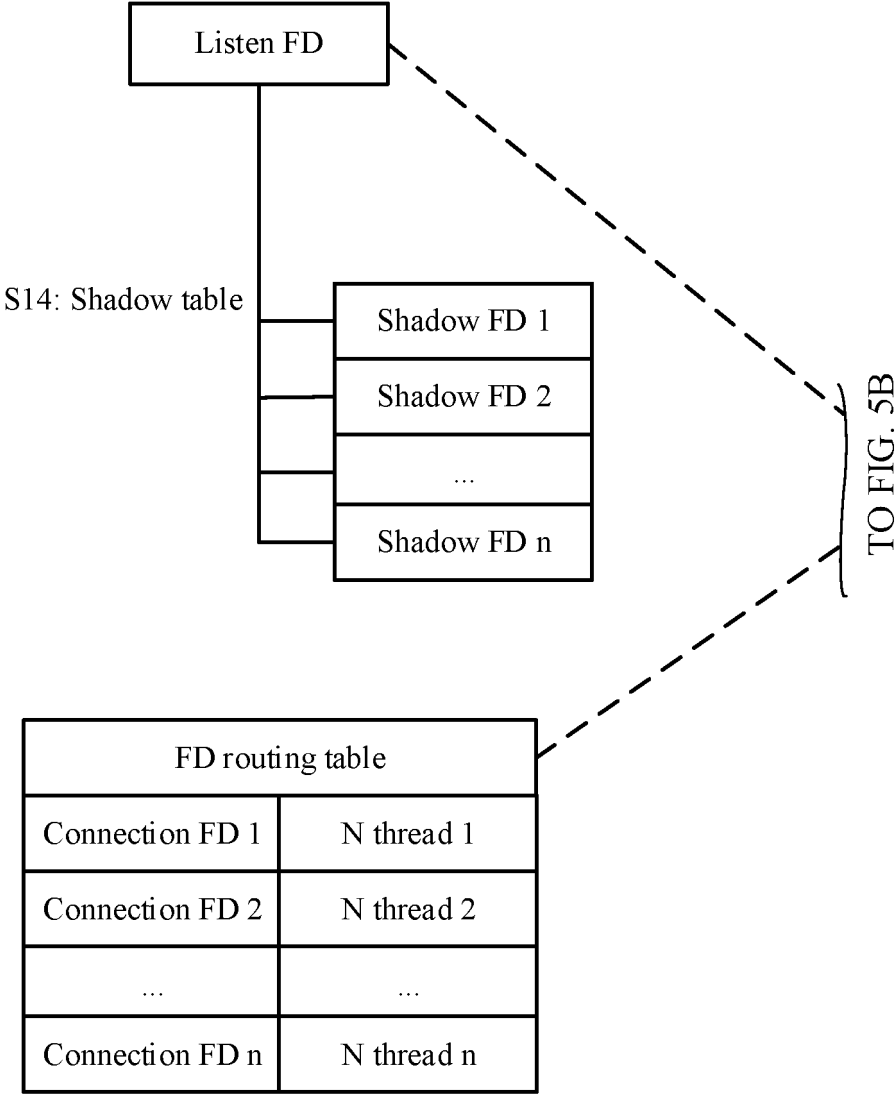 Listen FD
S14: Shadow table
Shadow FD 1
Shadow FD 2
...
Shadow FD n
TO FIG. 5B
FD routing table
Connection FD 1 N thread 1
Connection FD 2 N thread 2
... ...
Connection FD n N thread n